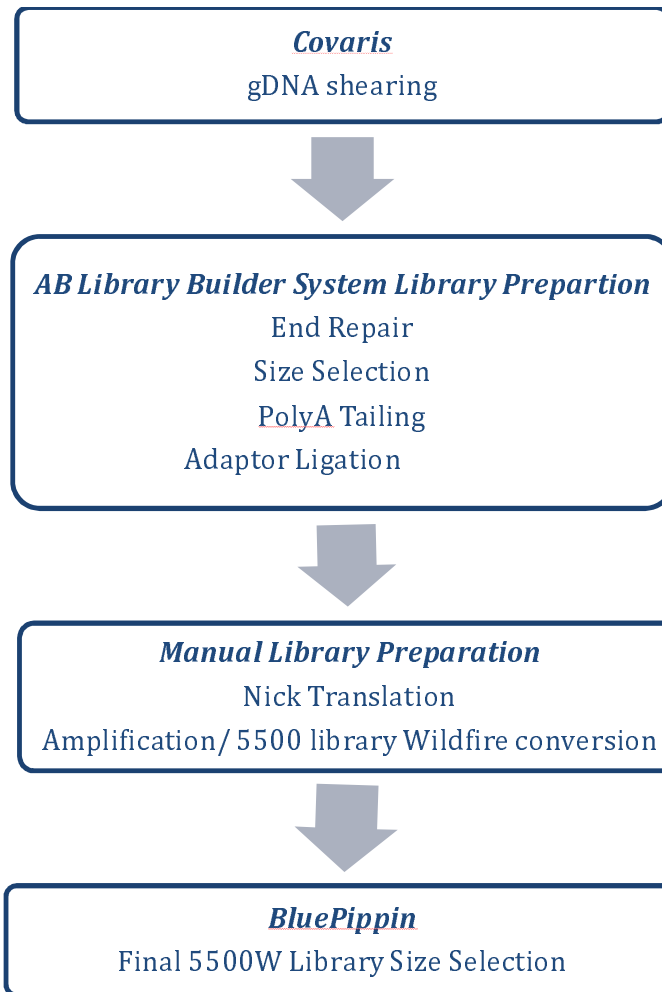 Covaris
gDNA shearing
AB Library Builder System Library Prepartion
End Repair
Size Selection
PolyA Tailing
Adaptor Ligation
Manual Library Preparation
Nick Translation
Amplification/ 5500 library Wildfire conversion
BluePippin
Final 5500W Library Size Selection